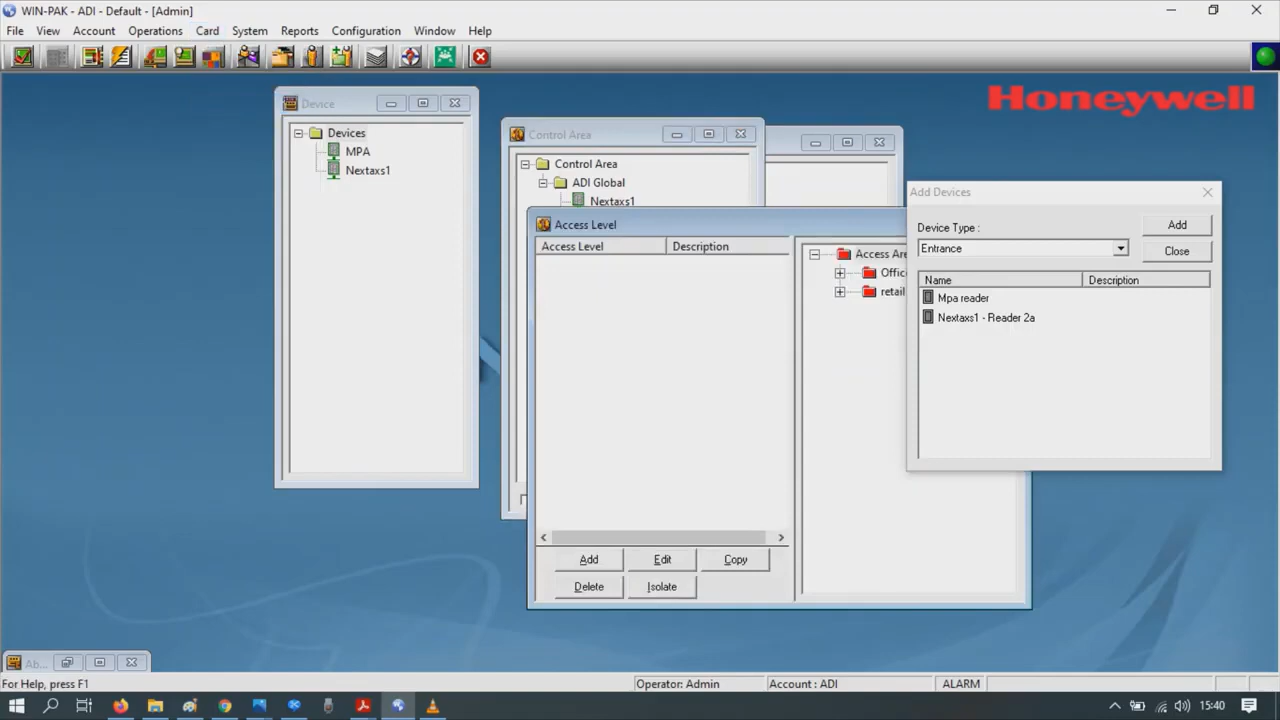 WIN-PAK - ADI - Default - [Admin]
File View Account Operations Card System Reports Configuration Window Help
Honeywell
Device
Devices
MPA
Nextaxs1
Control Area
Control Area
ADI Global
Nextaxs1
Access Level
Access Level Description
Access Are
Offic
retail
Add Edit Copy
Delete Isolate
Add Devices
Device Type :
Entrance
Add
Close
Name Description
Mpa reader
Nextaxs1 - Reader 2a
Ab...
For Help, press F1
Operator: Admin
Account : ADI
ALARM
15:40